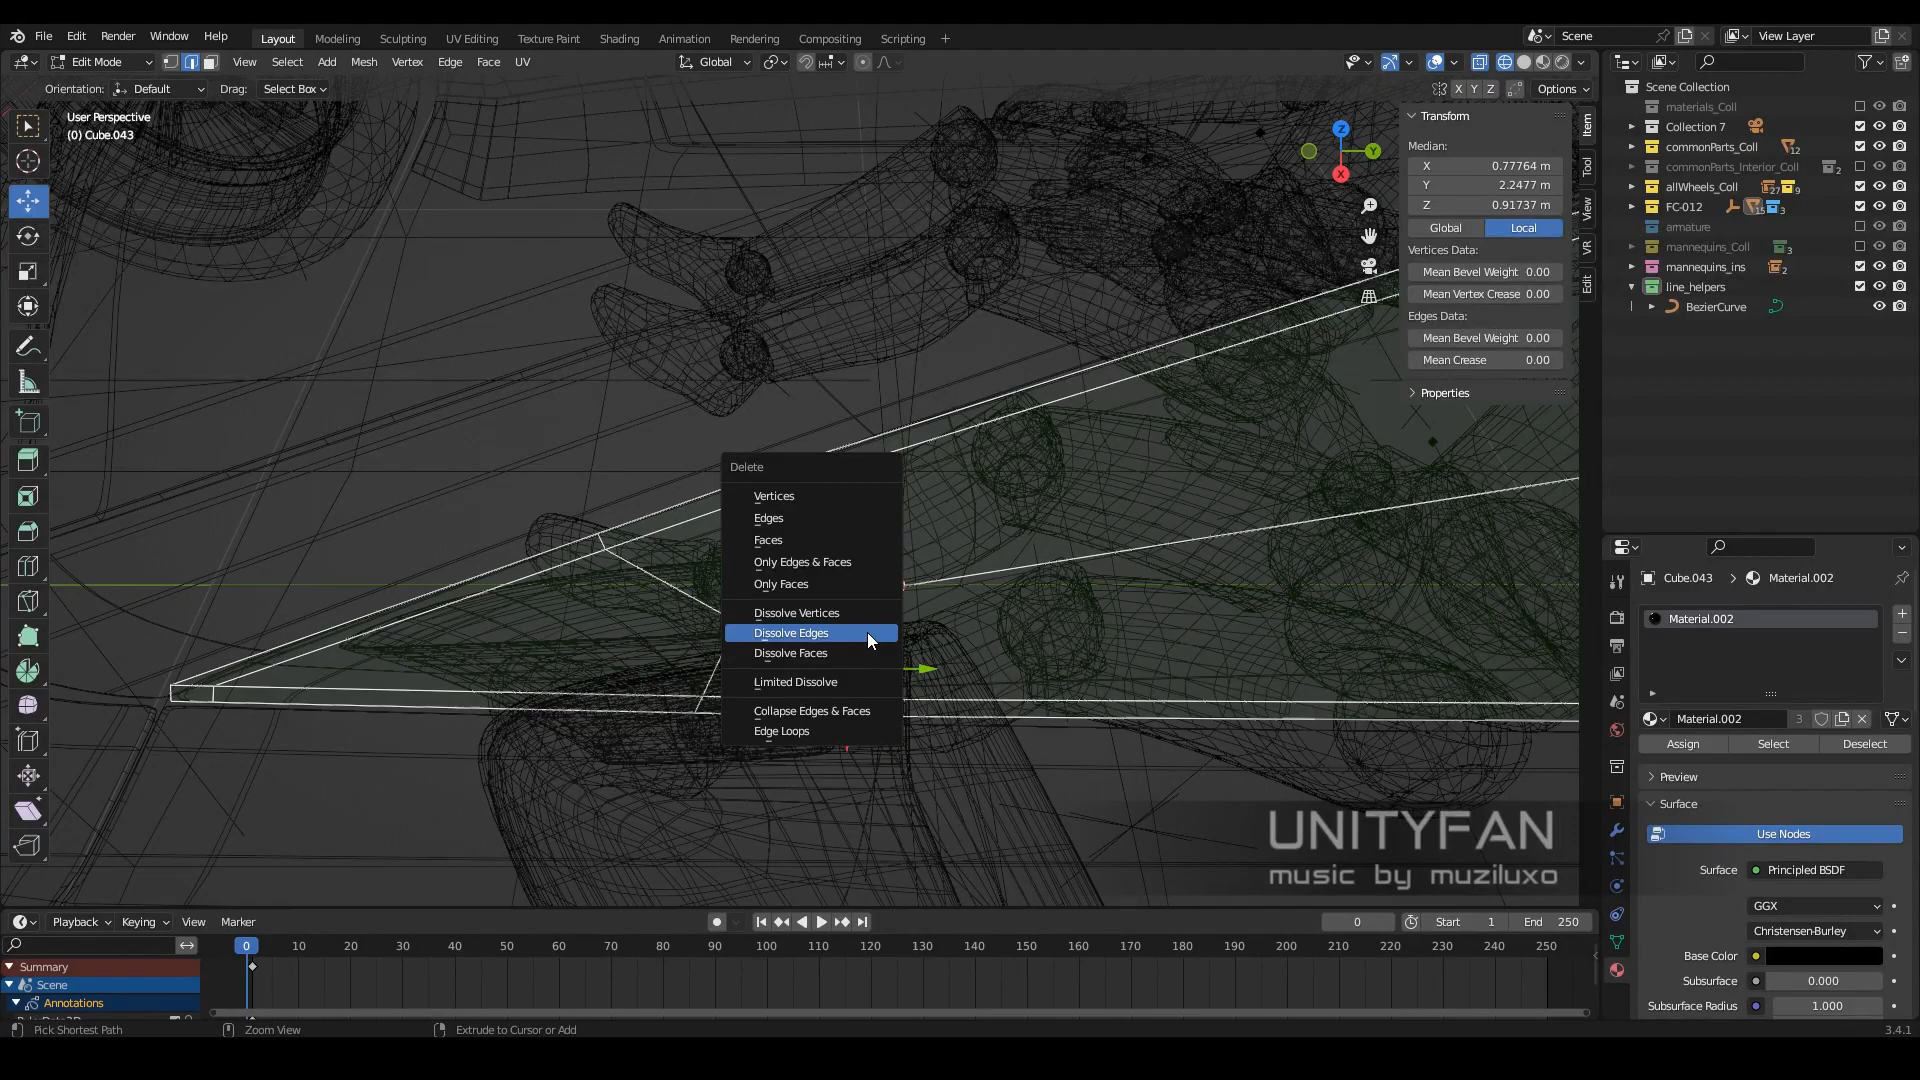 File Edit Render Window Help Layout Modeling Sculpting UV Editing Texture Paint Shading Animation Rendering Compositing Scripting + Scene View Layer
Edit Mode View Select Add Mesh Vertex Edge Face UV Global
Orientation: Default Drag: Select Box X Y Z Options
User Perspective
(0) Cube.043
Z
Y
X
Transform
Median:
X 0.77764 m
Y 2.2477 m
Z 0.91737 m
Global Local
Vertices Data:
Mean Bevel Weight 0.00
Mean Vertex Crease 0.00
Edges Data:
Mean Bevel Weight 0.00
Mean Crease 0.00
Properties
Item
Tool
View
VR
Edit
Delete
Vertices
Edges
Faces
Only Edges & Faces
Only Faces
Dissolve Vertices
Dissolve Edges
Dissolve Faces
Limited Dissolve
Collapse Edges & Faces
Edge Loops
UNITYFAN
music by muziluxo
Scene Collection
materials_Coll
Collection 7
commonParts_Coll 12
commonParts_Interior_Coll 2
allWheels_Coll 27 9
FC-012 15 3
armature
mannequins_Coll 3
mannequins_ins 2
line_helpers
BezierCurve
Cube.043 Material.002
Material.002
Material.002 3
Assign Select Deselect
Preview
Surface
Use Nodes
Surface Principled BSDF
GGX
Christensen-Burley
Base Color
Subsurface 0.000
Subsurface Radius 1.000
Playback Keying View Marker 0 Start 1 End 250
0 10 20 30 40 50 60 70 80 90 100 110 120 130 140 150 160 170 180 190 200 210 220 230 240 250
Summary
Scene
Annotations
Pick Shortest Path Zoom View Extrude to Cursor or Add 3.4.1